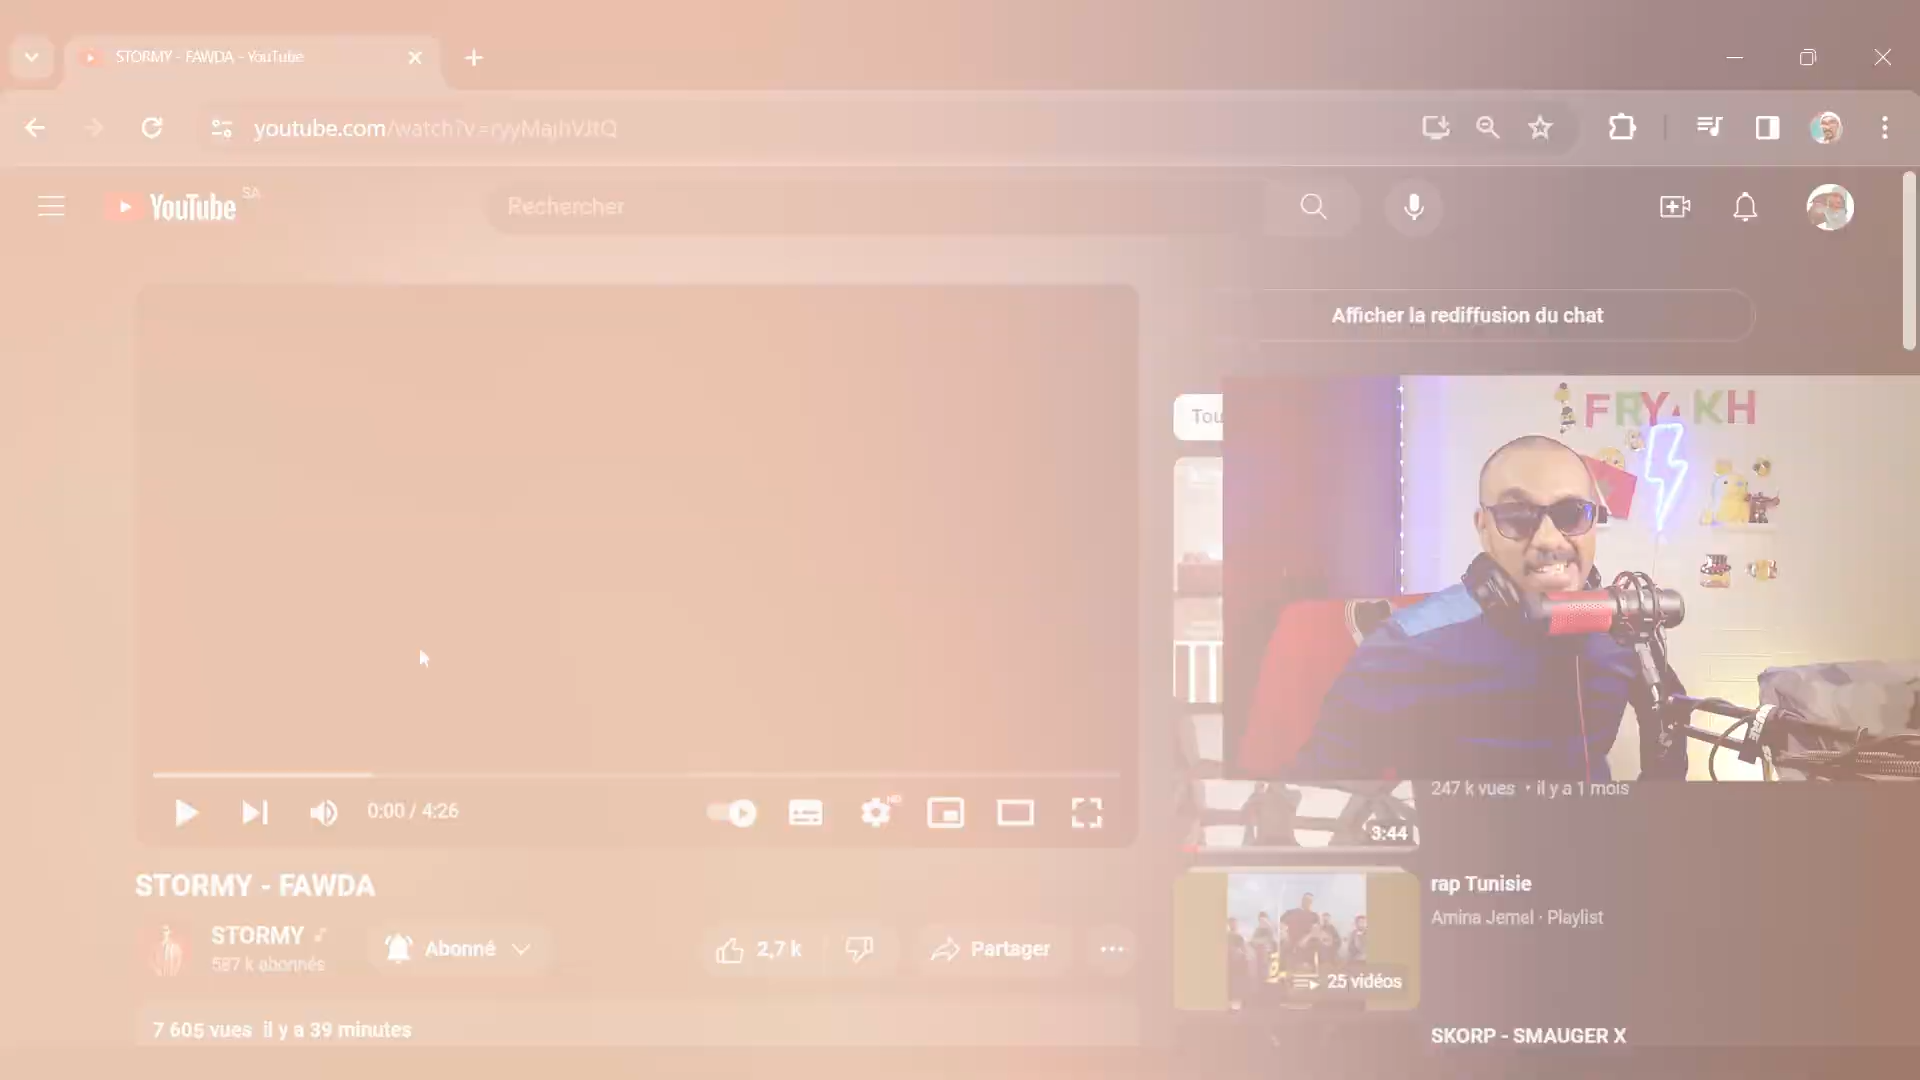 STORMY - FAWDA - YouTube
youtube.com/watch?v=ryyMajhVJtQ
YouTube SA
Rechercher
Afficher la rediffusion du chat
Tou
FRY KH
0:00 / 4:26
HD
247 k vues • il y a 1 mois
3:44
STORMY - FAWDA
rap Tunisie
Amina Jemel · Playlist
STORMY
587 k abonnés
Abonné
2,7 k
Partager
25 vidéos
7 605 vues il y a 39 minutes
SKORP - SMAUGER X